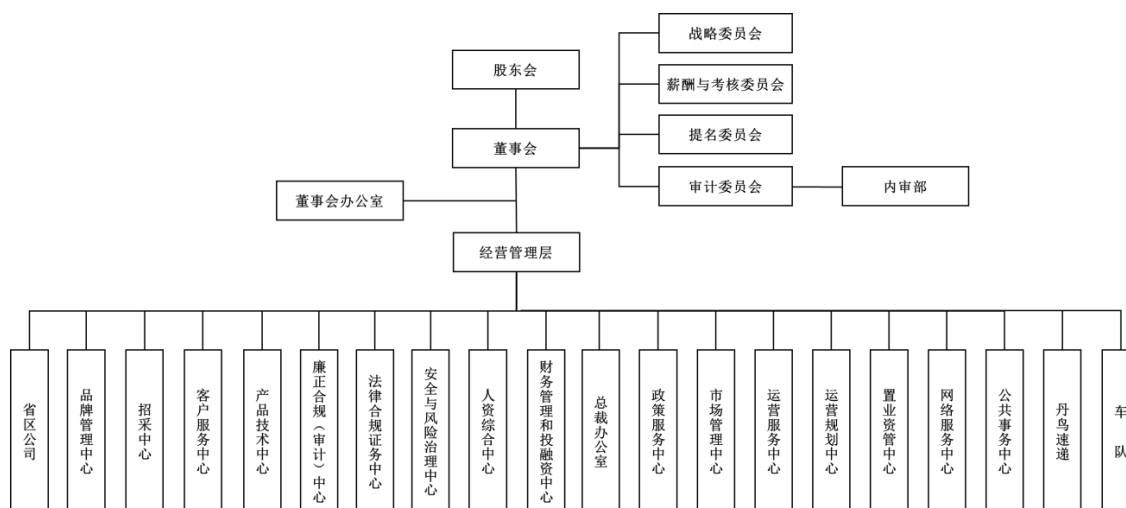 战略委员会
股东会
薪酬与考核委员会
董事会
提名委员会
审计委员会
内审部
董事会办公室
经营管理层
省区公司
品牌管理中心
招采中心
客户服务中心
产品技术中心
廉正合规（审计）中心
法律合规证务中心
安全与风险治理中心
人资综合中心
财务管理和投融资中心
总裁办公室
政策服务中心
市场管理中心
运营服务中心
运营规划中心
置业资管中心
网络服务中心
公共事务中心
丹鸟速递
车队